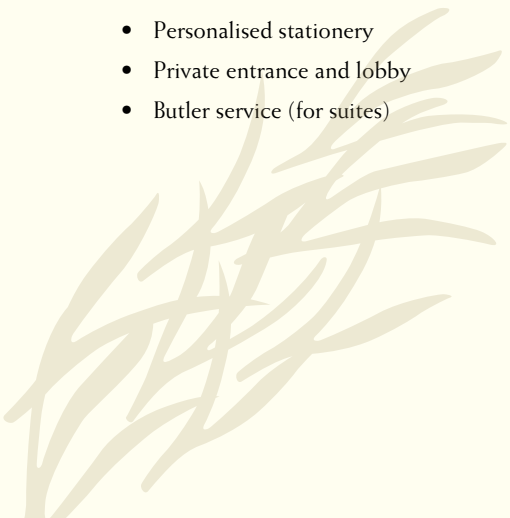 • Personalised stationery
• Private entrance and lobby
• Butler service (for suites)